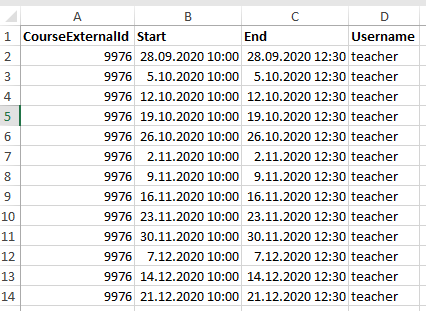 A B C D
1 CourseExternalId Start End Username
2 9976 28.09.2020 10:00 28.09.2020 12:30 teacher
3 9976 5.10.2020 10:00 5.10.2020 12:30 teacher
4 9976 12.10.2020 10:00 12.10.2020 12:30 teacher
5 9976 19.10.2020 10:00 19.10.2020 12:30 teacher
6 9976 26.10.2020 10:00 26.10.2020 12:30 teacher
7 9976 2.11.2020 10:00 2.11.2020 12:30 teacher
8 9976 9.11.2020 10:00 9.11.2020 12:30 teacher
9 9976 16.11.2020 10:00 16.11.2020 12:30 teacher
10 9976 23.11.2020 10:00 23.11.2020 12:30 teacher
11 9976 30.11.2020 10:00 30.11.2020 12:30 teacher
12 9976 7.12.2020 10:00 7.12.2020 12:30 teacher
13 9976 14.12.2020 10:00 14.12.2020 12:30 teacher
14 9976 21.12.2020 10:00 21.12.2020 12:30 teacher